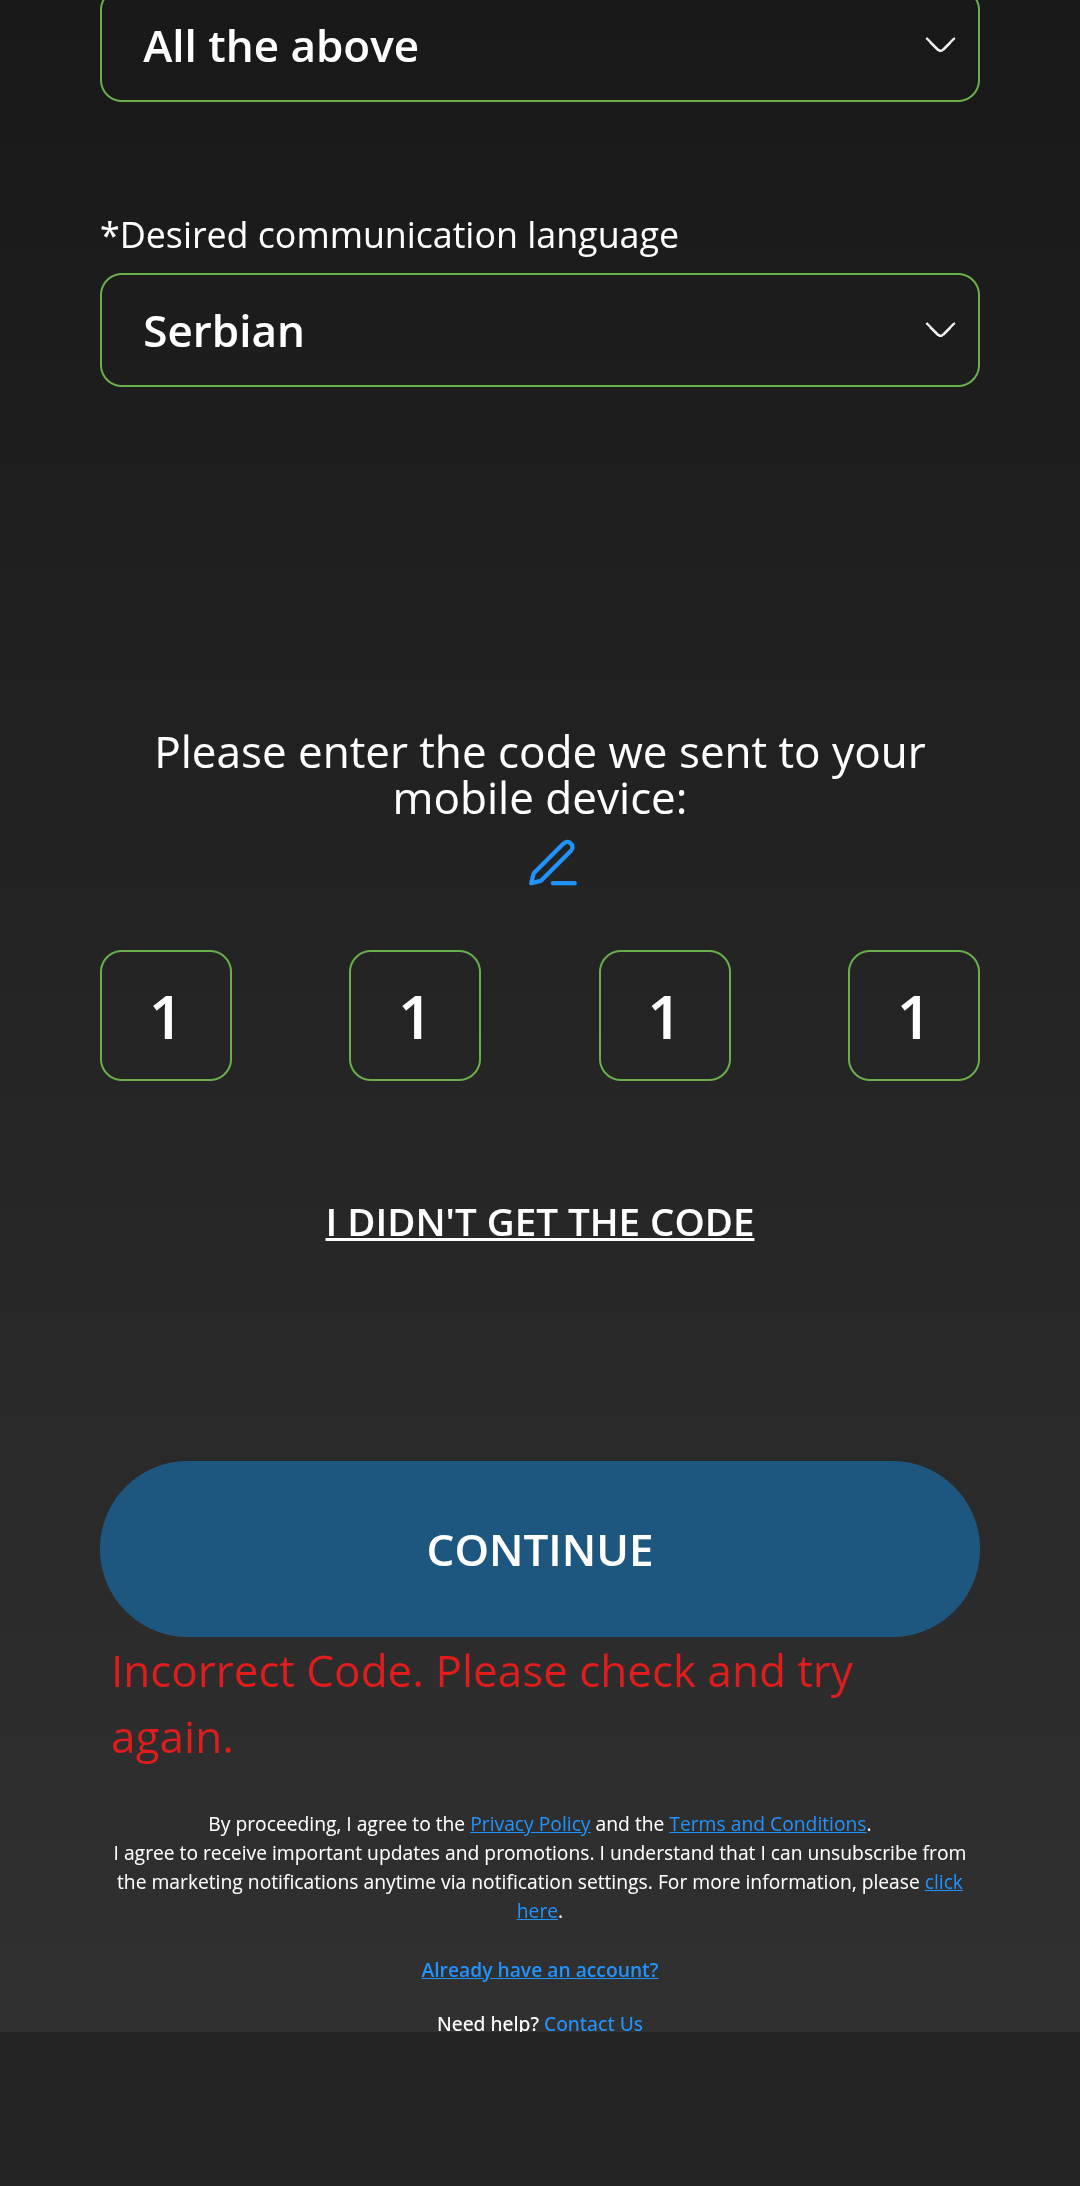 All the above
*Desired communication language
Serbian
Please enter the code we sent to your
mobile device:
1 1 1 1
I DIDN'T GET THE CODE
CONTINUE
Incorrect Code. Please check and try
again.
By proceeding, I agree to the Privacy Policy and the Terms and Conditions.
I agree to receive important updates and promotions. I understand that I can unsubscribe from
the marketing notifications anytime via notification settings. For more information, please click
here.
Already have an account?
Need help? Contact Us